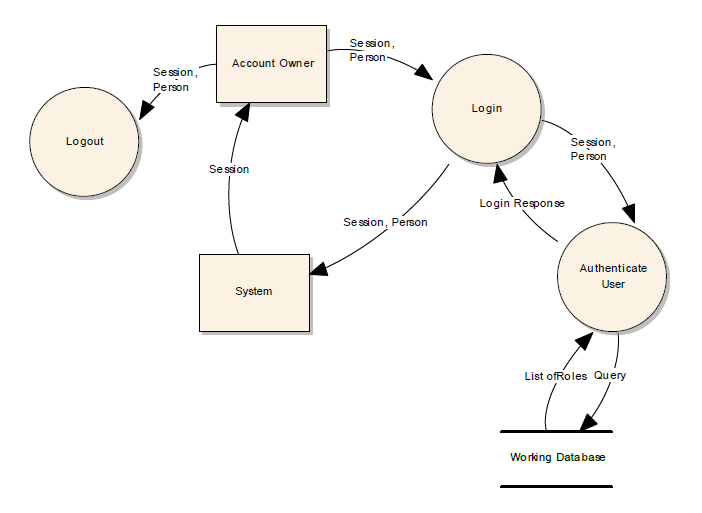 Session,
Person
Account Owner
Session,
Person
Logout
Login
Session
Session,
Person
Login Response
Session, Person
System
Authenticate
User
List ofRoles
Query
Working Database